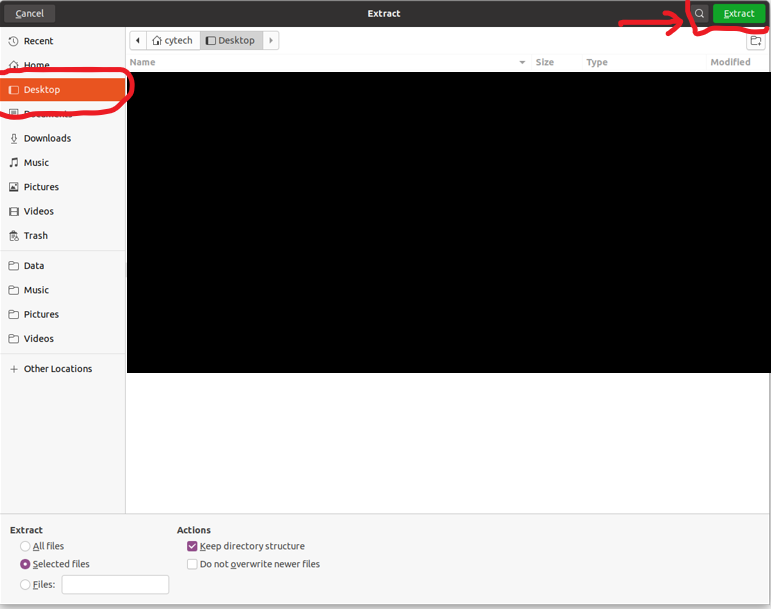 Cancel
Extract
Extract
Recent
cytech
Desktop
Home
Name
Size
Type
Modified
Desktop
Documents
Downloads
Music
Pictures
Videos
Trash
Data
Music
Pictures
Videos
Other Locations
Extract
Actions
All files
Keep directory structure
Selected files
Do not overwrite newer files
Files: